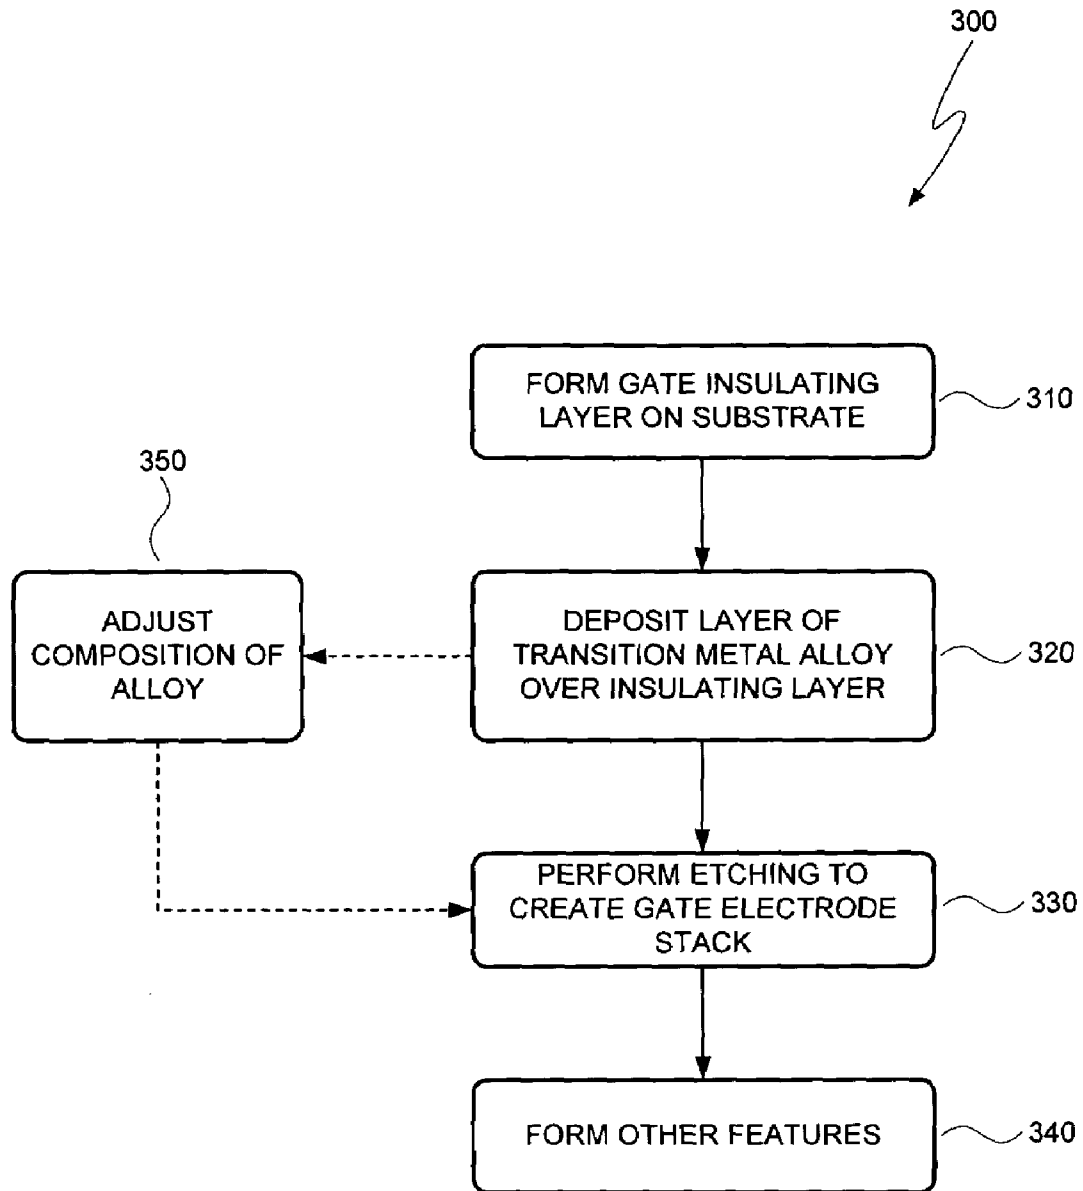 300
FORM GATE INSULATING
LAYER ON SUBSTRATE
310
350
ADJUST
COMPOSITION OF
ALLOY
DEPOSIT LAYER OF
TRANSITION METAL ALLOY
OVER INSULATING LAYER
320
PERFORM ETCHING TO
CREATE GATE ELECTRODE
STACK
330
FORM OTHER FEATURES
340